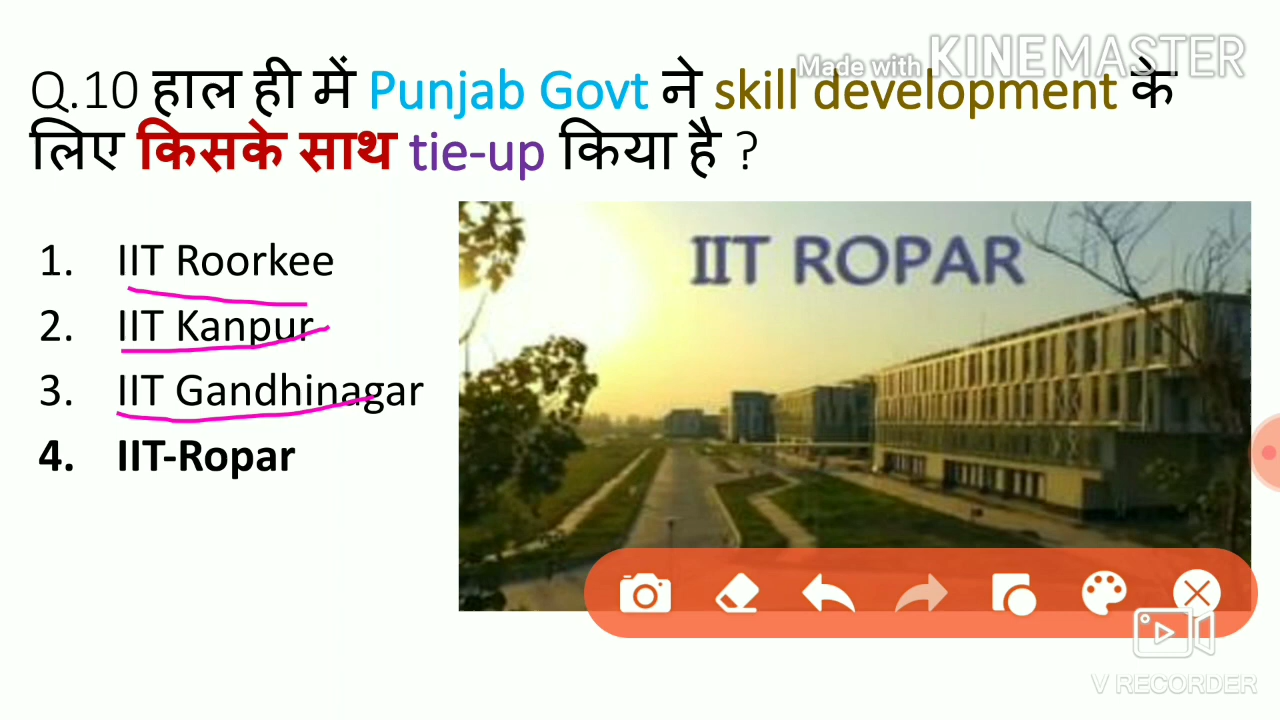 Made with KINEMASTER
Q.10 हाल ही में Punjab Govt ने skill development के
लिए किसके साथ tie-up किया है ?
1. IIT Roorkee
2. IIT Kanpur
3. IIT Gandhinagar
4. IIT-Ropar
IIT ROPAR
V RECORDER